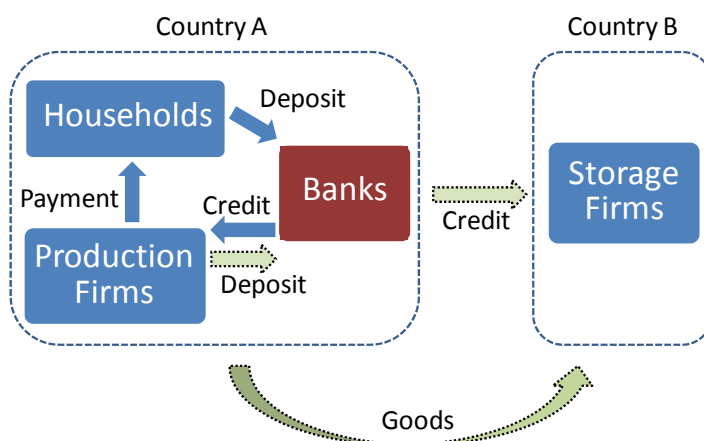 Country A
Country B
Households
Deposit
Banks
Payment
Credit
Production
Firms
Deposit
Credit
Storage
Firms
Goods